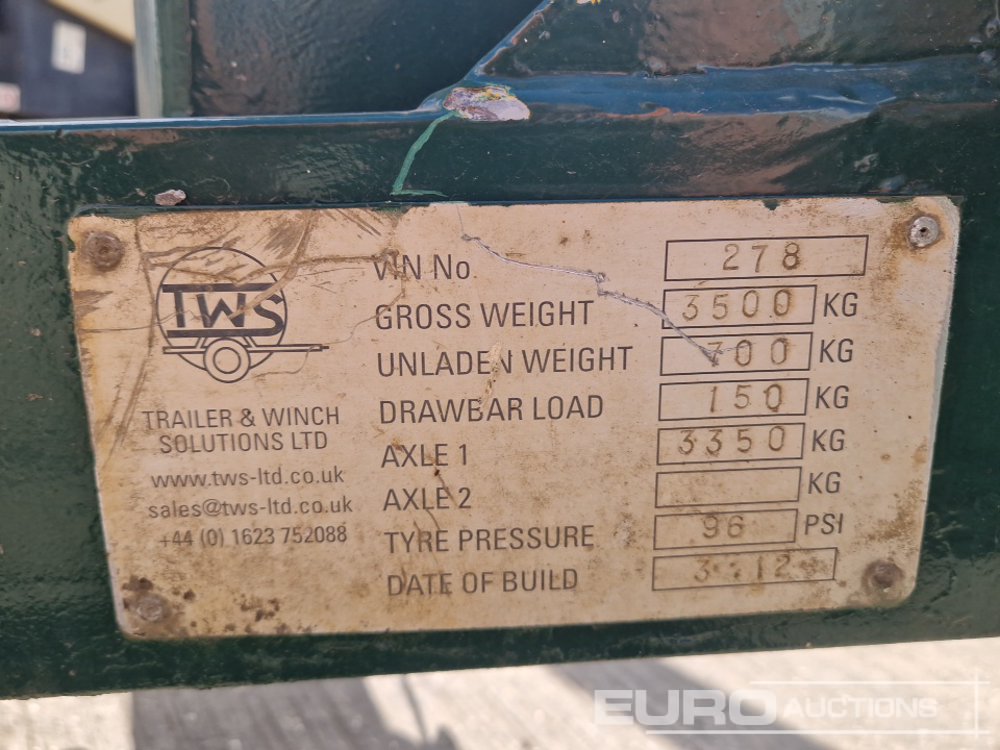 TWS
TRAILER & WINCH
SOLUTIONS LTD
www.tws-ltd.co.uk
sales@tws-ltd.co.uk
+44 (0) 1623 752088
VIN No. 278
GROSS WEIGHT 3500 KG
UNLADEN WEIGHT 700 KG
DRAWBAR LOAD 150 KG
AXLE 1 3350 KG
AXLE 2 KG
TYRE PRESSURE 96 PSI
DATE OF BUILD 3.12
EURO AUCTIONS